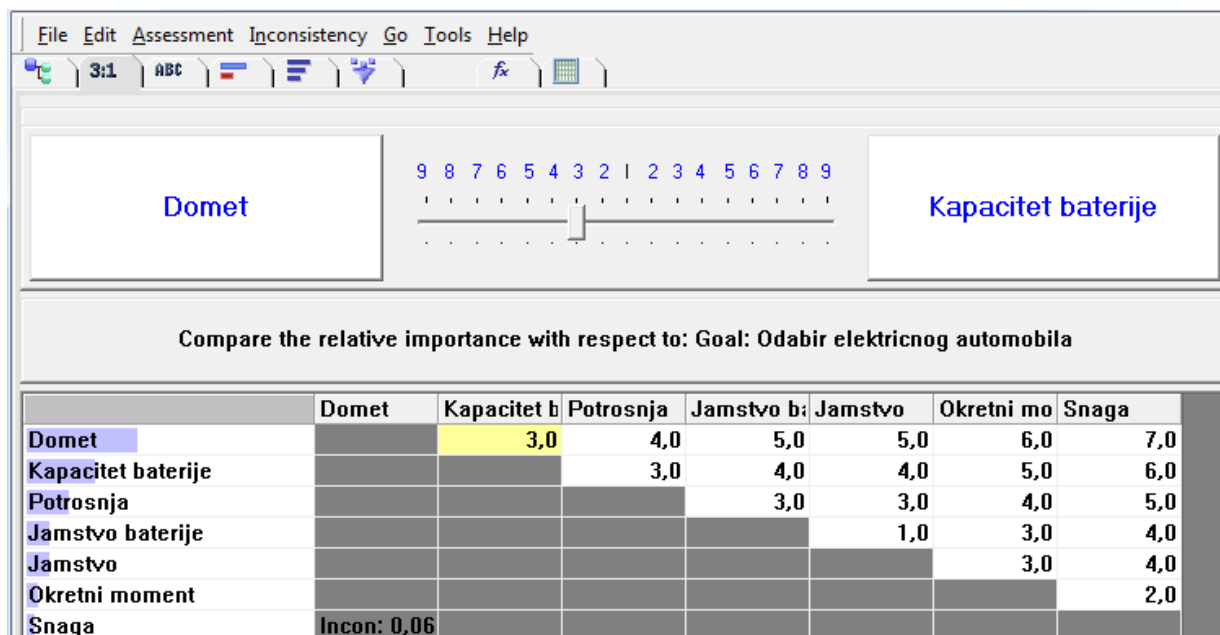 File Edit Assessment Inconsistency Go Tools Help
3:1 ABC fx
9 8 7 6 5 4 3 2 1 2 3 4 5 6 7 8 9
Domet Kapacitet baterije
Compare the relative importance with respect to: Goal: Odabir elektricnog automobila
Domet Kapacitet b Potrosnja Jamstvo ba Jamstvo Okretni mo Snaga
Domet 3,0 4,0 5,0 5,0 6,0 7,0
Kapacitet baterije 3,0 4,0 4,0 5,0 6,0
Potrosnja 3,0 3,0 4,0 5,0
Jamstvo baterije 1,0 3,0 4,0
Jamstvo 3,0 4,0
Okretni moment 2,0
Snaga Incon: 0,06